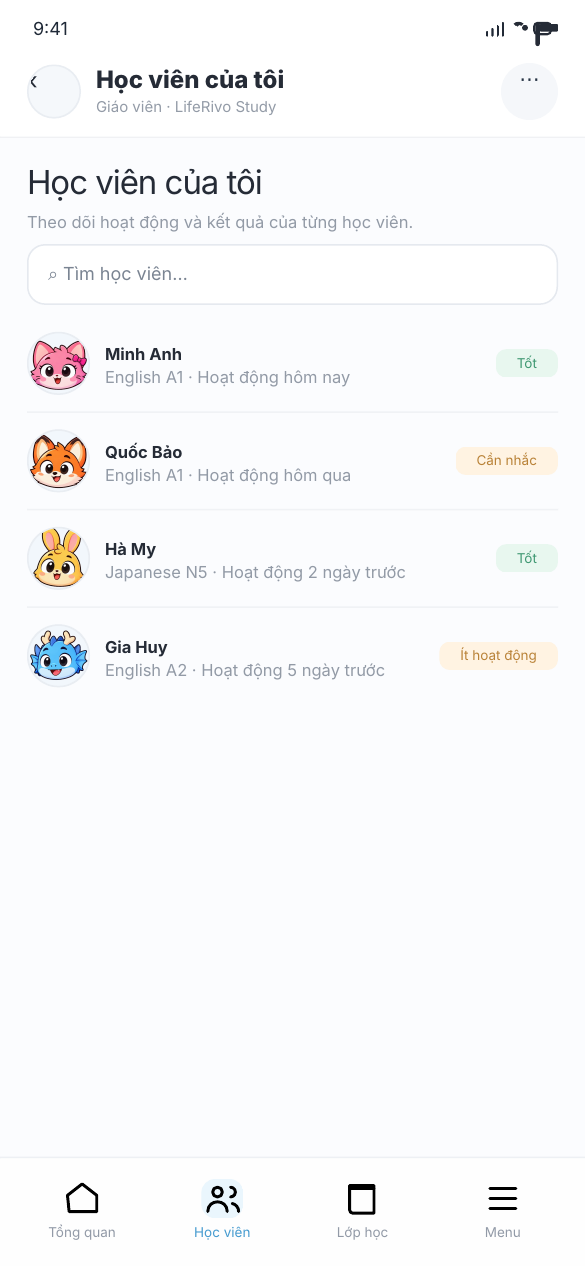 9:41
Học viên của tôi
Giáo viên · LifeRivo Study
Học viên của tôi
Theo dõi hoạt động và kết quả của từng học viên.
Tìm học viên...
Minh Anh
English A1 · Hoạt động hôm nay
Tốt
Quốc Bảo
English A1 · Hoạt động hôm qua
Cần nhắc
Hà My
Japanese N5 · Hoạt động 2 ngày trước
Tốt
Gia Huy
English A2 · Hoạt động 5 ngày trước
Ít hoạt động
Tổng quan
Học viên
Lớp học
Menu